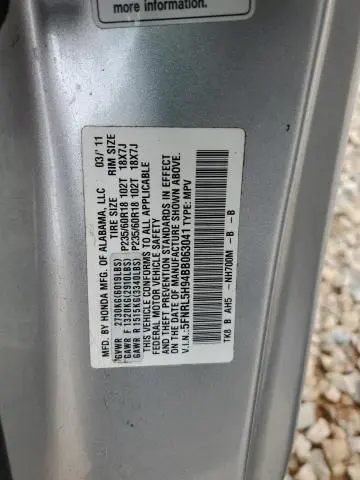 more information.
MFD. BY HONDA MFG. OF ALABAMA, LLC 03/'11
TIRE SIZE RIM SIZE
GVWR 2730KG(6019LBS)
GAWR F 1320KG(2910LBS) P235/60R18 102T 18X7J
GAWR R 1515KG(3340LBS) P235/60R18 102T 18X7J
THIS VEHICLE CONFORMS TO ALL APPLICABLE
FEDERAL MOTOR VEHICLE SAFETY
AND THEFT PREVENTION STANDARDS IN EFFECT
ON THE DATE OF MANUFACTURE SHOWN ABOVE.
V.I.N.:5FNRL5H94BB063041 TYPE: MPV
TK8 B AH5 - NH700M - B - B